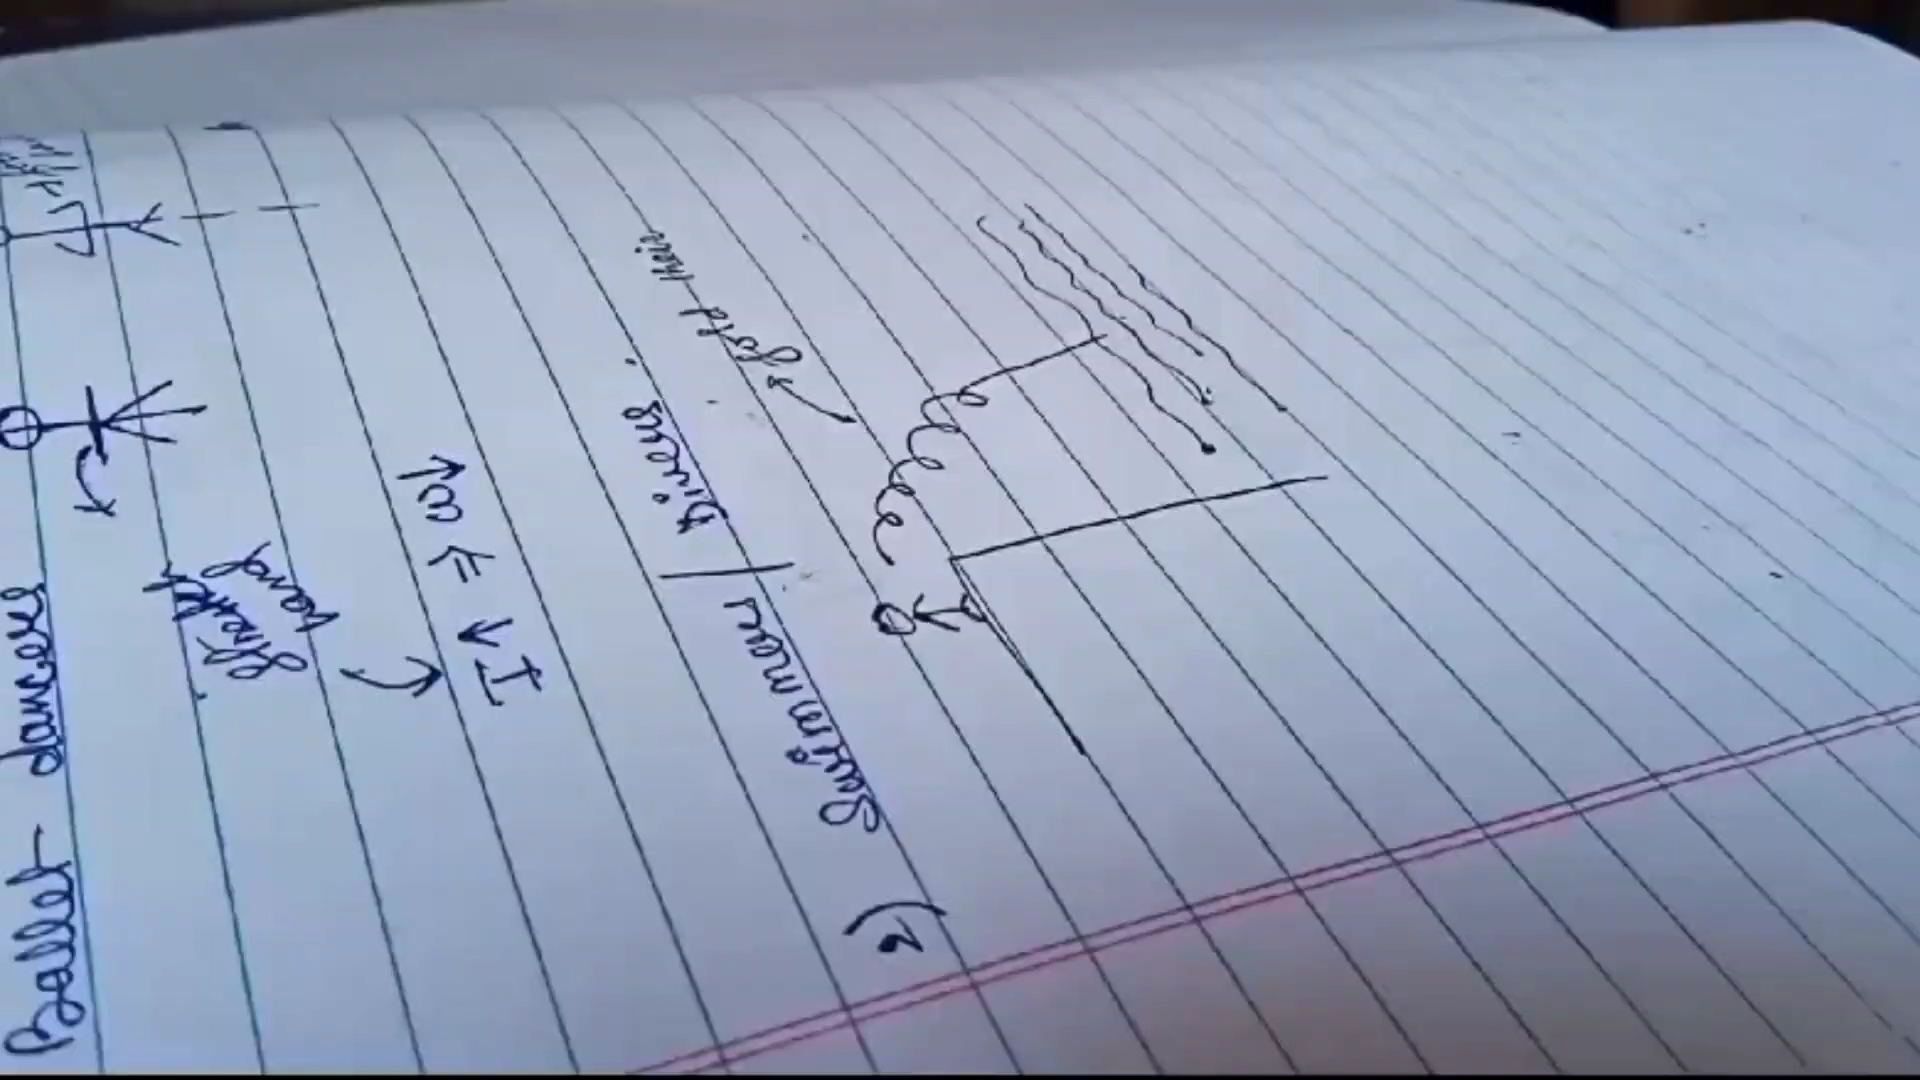 Ballet dancers
Stretch
hand
I ↓ ⇒ ω ↑
2) Swimmers | Divers
fold their